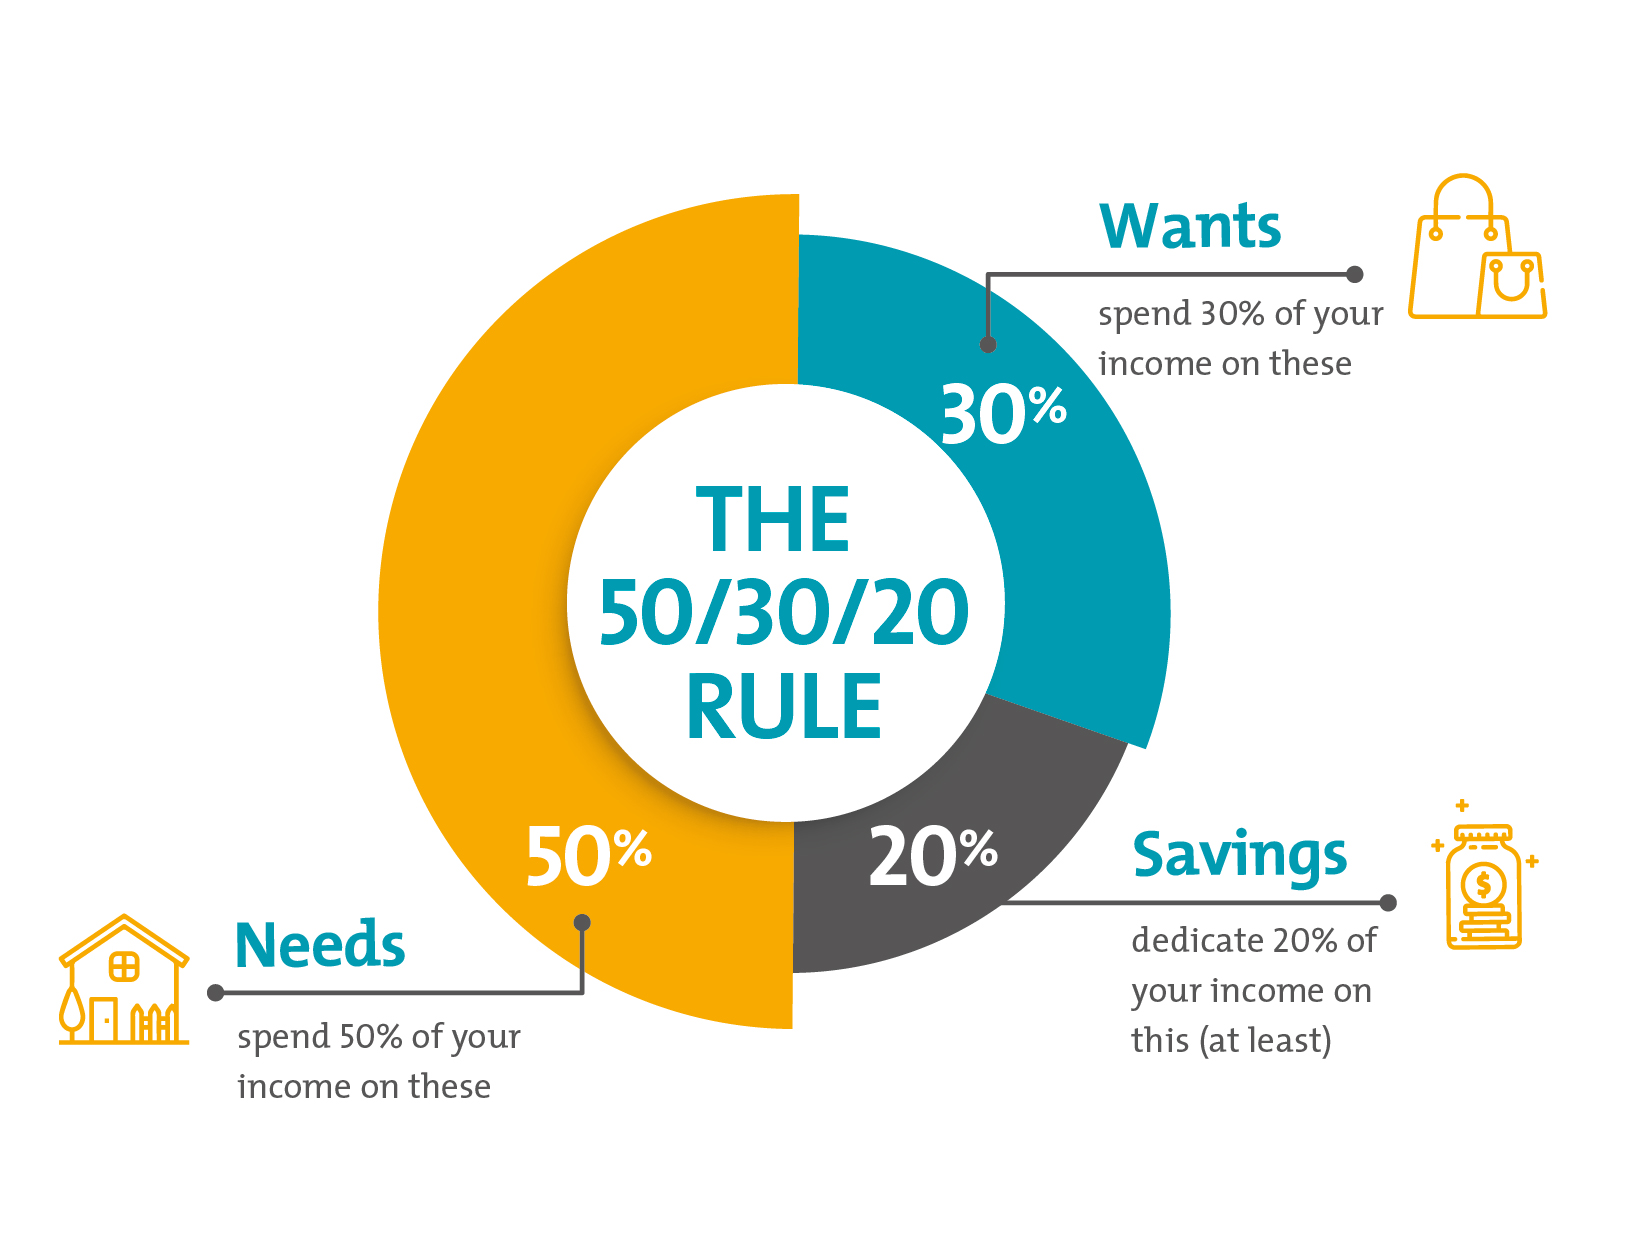 Wants
spend 30% of your
income on these
30%
THE
50/30/20
RULE
50%
20%
Savings
dedicate 20% of
your income on
this (at least)
Needs
spend 50% of your
income on these
$